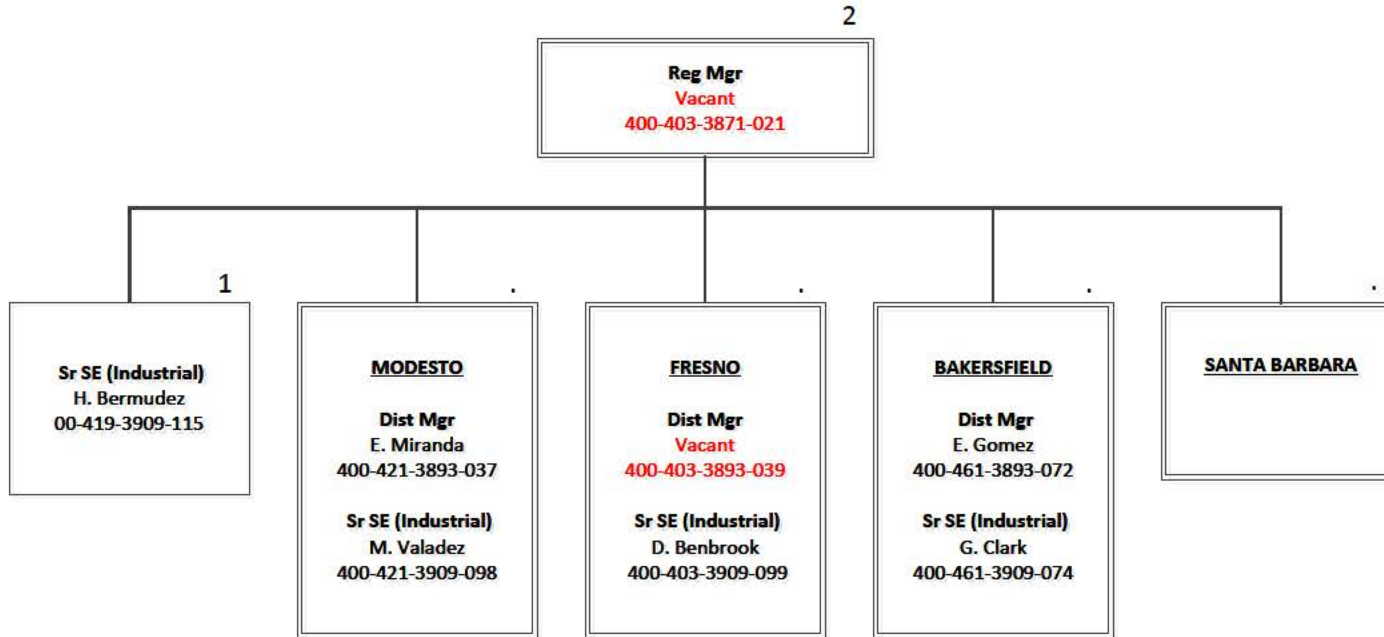 2
Reg Mgr
Vacant
400-403-3871-021
1
Sr SE (Industrial)
H. Bermudez
00-419-3909-115
.
MODESTO
Dist Mgr
E. Miranda
400-421-3893-037
Sr SE (Industrial)
M. Valadez
400-421-3909-098
.
FRESNO
Dist Mgr
Vacant
400-403-3893-039
Sr SE (Industrial)
D. Benbrook
400-403-3909-099
.
BAKERSFIELD
Dist Mgr
E. Gomez
400-461-3893-072
Sr SE (Industrial)
G. Clark
400-461-3909-074
.
SANTA BARBARA